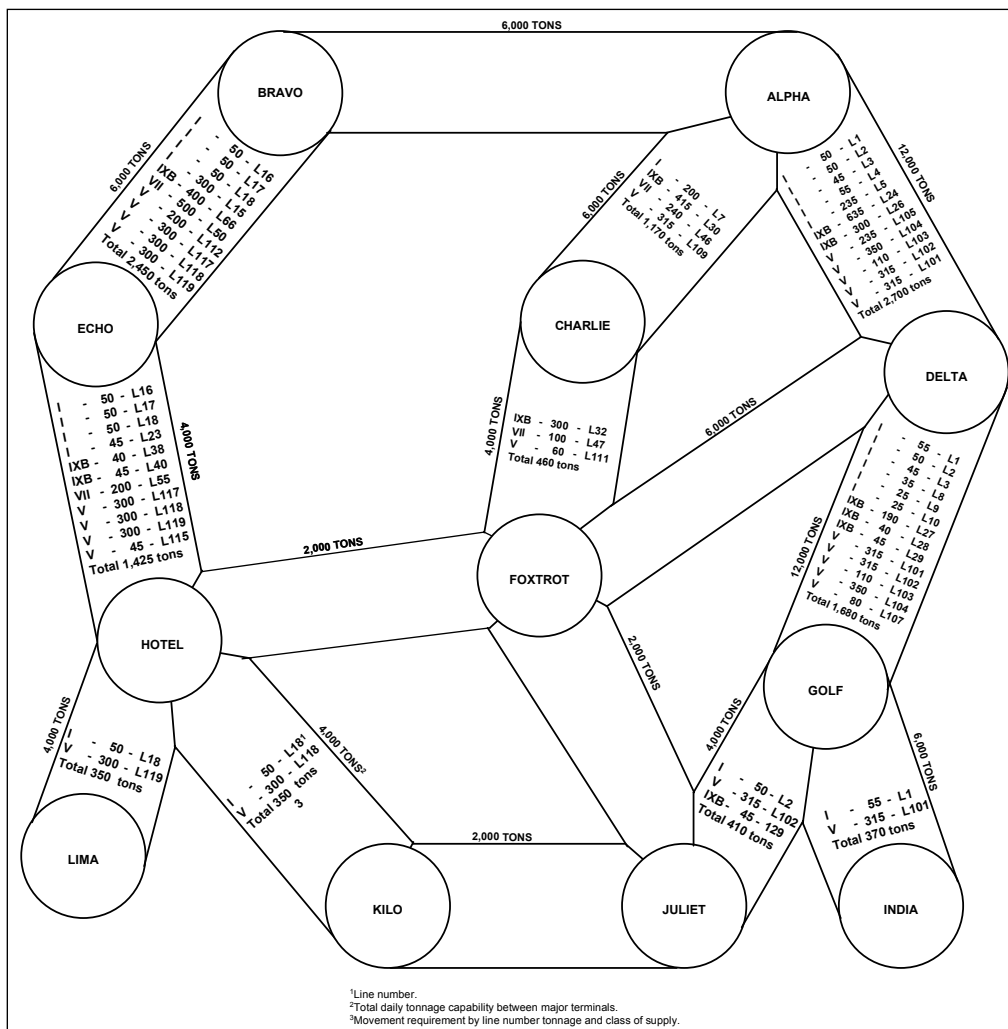 6,000 TONS
BRAVO
ALPHA
6,000 TONS
I - 50 - L16
I - 50 - L17
I - 50 - L18
I - 300 - L15
IXB - 400 - L66
VII - 500 - L50
V - 200 - L112
V - 300 - L117
V - 300 - L118
V - 300 - L119
Total 2,450 tons
6,000 TONS
I - 200 - L7
IXB - 415 - L30
VII - 240 - L46
V - 315 - L109
Total 1,170 tons
12,000 TONS
I - 50 - L1
I - 50 - L2
I - 45 - L3
I - 55 - L4
I - 235 - L5
IXB - 635 - L24
IXB - 300 - L26
V - 235 - L105
V - 350 - L104
V - 110 - L103
V - 315 - L102
V - 315 - L101
Total 2,700 tons
ECHO
CHARLIE
DELTA
I - 50 - L16
I - 50 - L17
I - 50 - L18
I - 45 - L23
IXB - 40 - L38
IXB - 45 - L40
VII - 200 - L55
V - 300 - L117
V - 300 - L118
V - 300 - L119
V - 45 - L115
Total 1,425 tons
4,000 TONS
4,000 TONS
IXB - 300 - L32
VII - 100 - L47
V - 60 - L111
Total 460 tons
6,000 TONS
12,000 TONS
I - 55 - L1
I - 50 - L2
I - 45 - L3
I - 35 - L8
I - 25 - L9
I - 25 - L10
IXB - 190 - L27
IXB - 40 - L28
IXB - 45 - L29
V - 315 - L101
V - 315 - L102
V - 110 - L103
V - 350 - L104
V - 80 - L107
Total 1,680 tons
2,000 TONS
FOXTROT
HOTEL
GOLF
2,000 TONS
4,000 TONS
I - 50 - L18
V - 300 - L119
Total 350 tons
4,000 TONS²
I - 50 - L18¹
V - 300 - L118
Total 350 tons
3
4,000 TONS
I - 50 - L2
V - 315 - L102
IXB - 45 - 129
Total 410 tons
6,000 TONS
I - 55 - L1
V - 315 - L101
Total 370 tons
2,000 TONS
LIMA
KILO
JULIET
INDIA
¹Line number.
²Total daily tonnage capability between major terminals.
³Movement requirement by line number tonnage and class of supply.